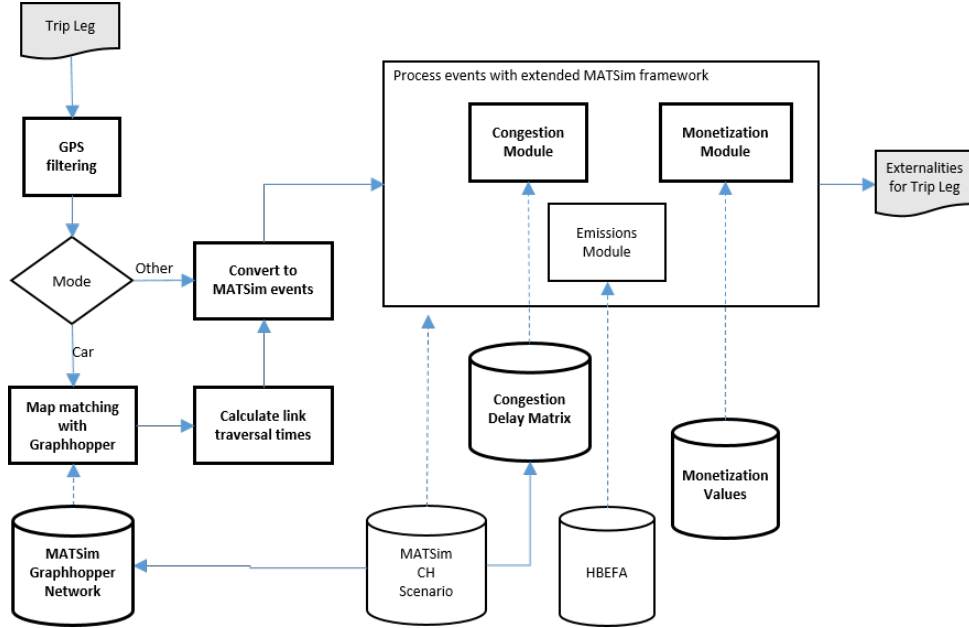 Trip Leg
Process events with extended MATSim framework
GPS
filtering
Congestion
Module
Monetization
Module
Externalities
for Trip Leg
Emissions
Module
Mode
Other
Convert to
MATSim events
Car
Map matching
with
Graphhopper
Calculate link
traversal times
Congestion
Delay Matrix
Monetization
Values
MATSim
Graphhopper
Network
MATSim
CH
Scenario
HBEFA